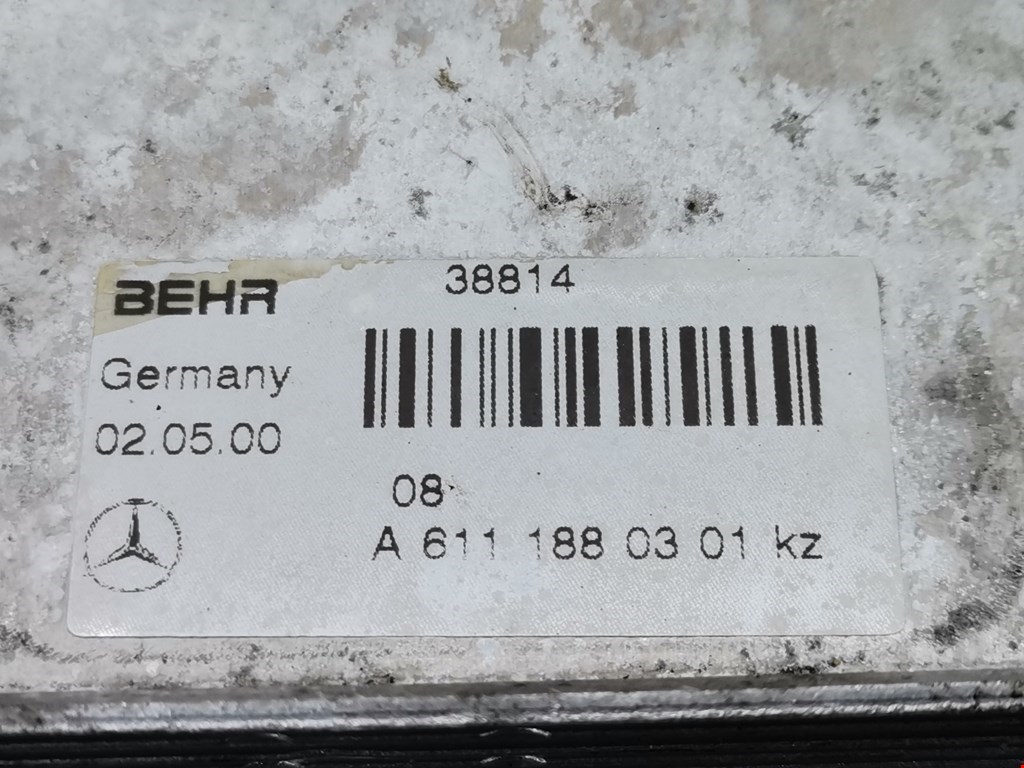 BEHR
38814
Germany
02.05.00
08
A 611 188 03 01 kz